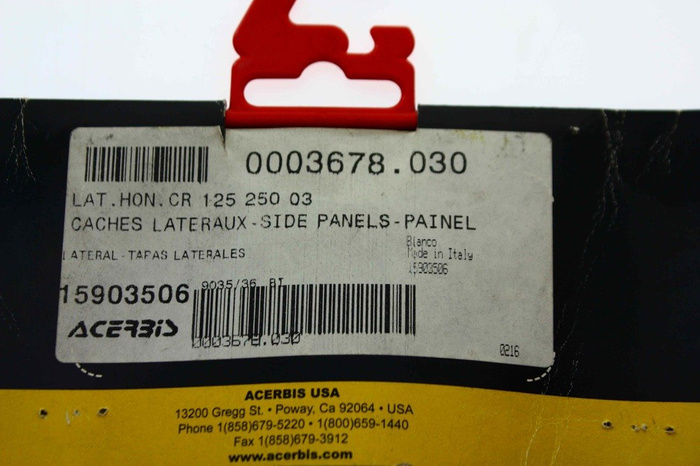 0003678.030
LAT.HON.CR 125 250 03
CACHES LATERAUX-SIDE PANELS-PAINEL
LATERAL-TAPAS LATERALES
Bianco
Made in Italy
15903506
15903506
9035/36 BI
ACERBIS
0003678.030
0216
ACERBIS USA
13200 Gregg St. • Poway, Ca 92064 • USA
Phone 1(858)679-5220 • 1(800)659-1440
Fax 1(858)679-3912
www.acerbis.com